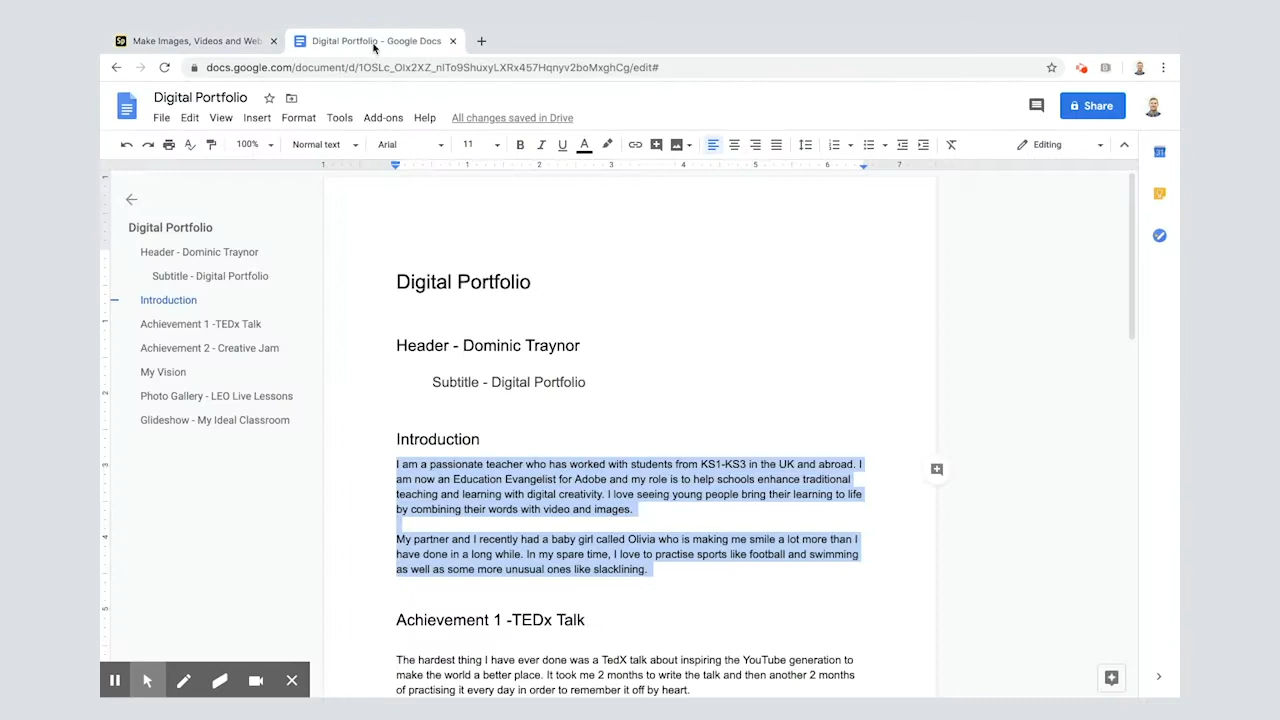 Make Images, Videos and Web
Digital Portfolio - Google Docs
docs.google.com/document/d/
Digital Portfolio
File Edit View Insert Format Tools Add-ons Help All changes saved in Drive
Share
100% Normal text Arial 11 Editing
1 1 2 3 4 5 6 7
Digital Portfolio
Header - Dominic Traynor
Subtitle - Digital Portfolio
Introduction
Achievement 1 -TEDx Talk
Achievement 2 - Creative Jam
My Vision
Photo Gallery - LEO Live Lessons
Glideshow - My Ideal Classroom
Digital Portfolio
Header - Dominic Traynor
Subtitle - Digital Portfolio
Introduction
I am a passionate teacher who has worked with students from KS1-KS3 in the UK and abroad. I
am now an Education Evangelist for Adobe and my role is to help schools enhance traditional
teaching and learning with digital creativity. I love seeing young people bring their learning to life
by combining their words with video and images.
My partner and I recently had a baby girl called Olivia who is making me smile a lot more than I
have done in a long while. In my spare time, I love to practise sports like football and swimming
as well as some more unusual ones like slacklining.
Achievement 1 -TEDx Talk
The hardest thing I have ever done was a TedX talk about inspiring the YouTube generation to
make the world a better place. It took me 2 months to write the talk and then another 2 months
of practising it every day in order to remember it off by heart.